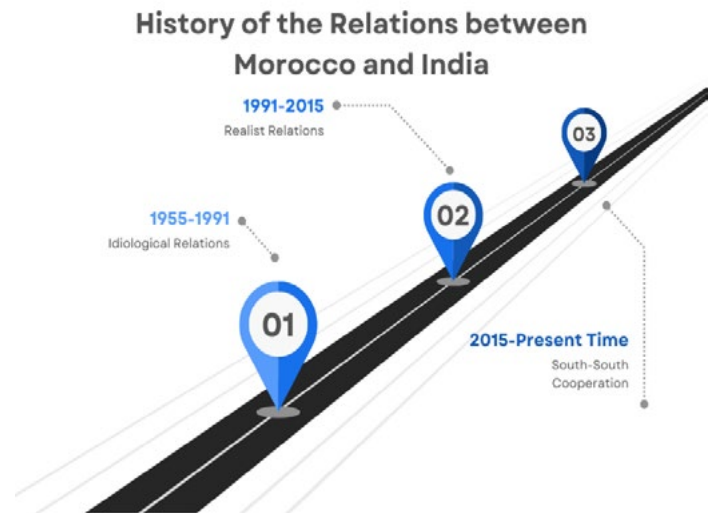 History of the Relations between
Morocco and India
1991-2015
Realist Relations
03
1955-1991
Idiological Relations
02
01
2015-Present Time
South-South
Cooperation